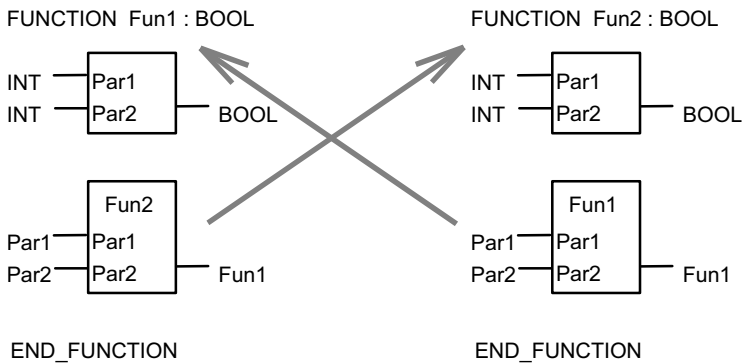 FUNCTION Fun1 : BOOL
INT Par1
INT Par2 BOOL
Fun2
Par1 Par1
Par2 Par2 Fun1
END_FUNCTION
FUNCTION Fun2 : BOOL
INT Par1
INT Par2 BOOL
Fun1
Par1 Par1
Par2 Par2 Fun1
END_FUNCTION